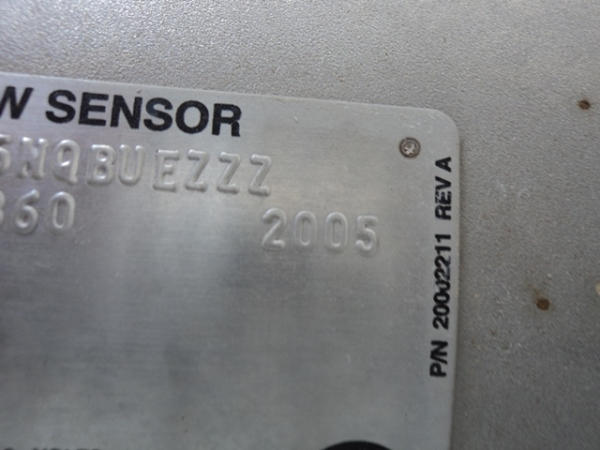 W SENSOR
5NQBUEZZZ
360 2005
P/N 20002211 REV A